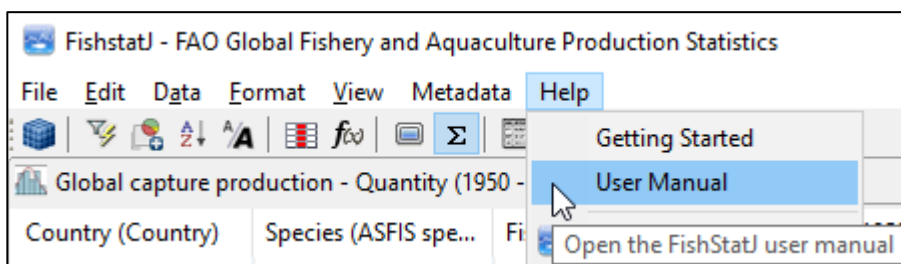 FishstatJ - FAO Global Fishery and Aquaculture Production Statistics
File Edit Data Format View Metadata Help
A/A f(x) Σ
Getting Started
Global capture production - Quantity (1950 -
User Manual
Country (Country) Species (ASFIS spe... Fi
Open the FishStatJ user manual